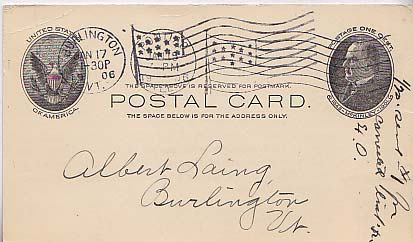 UNITED STATES
OF AMERICA
BURLINGTON
JAN 17
-30P
06
VT.
POSTAGE ONE CENT.
THE SPACE ABOVE IS RESERVED FOR POSTMARK.
POSTAL CARD.
THE SPACE BELOW IS FOR THE ADDRESS ONLY.
Albert Laing
Burlington
Vt.